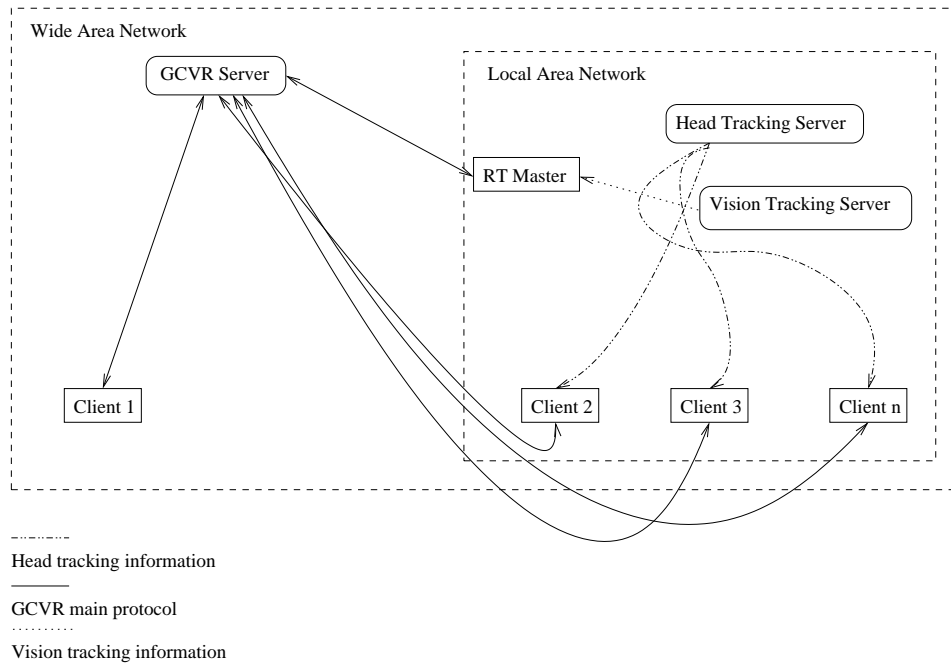 Wide Area Network
GCVR Server
Local Area Network
Head Tracking Server
RT Master
Vision Tracking Server
Client 1
Client 2
Client 3
Client n
Head tracking information
GCVR main protocol
Vision tracking information